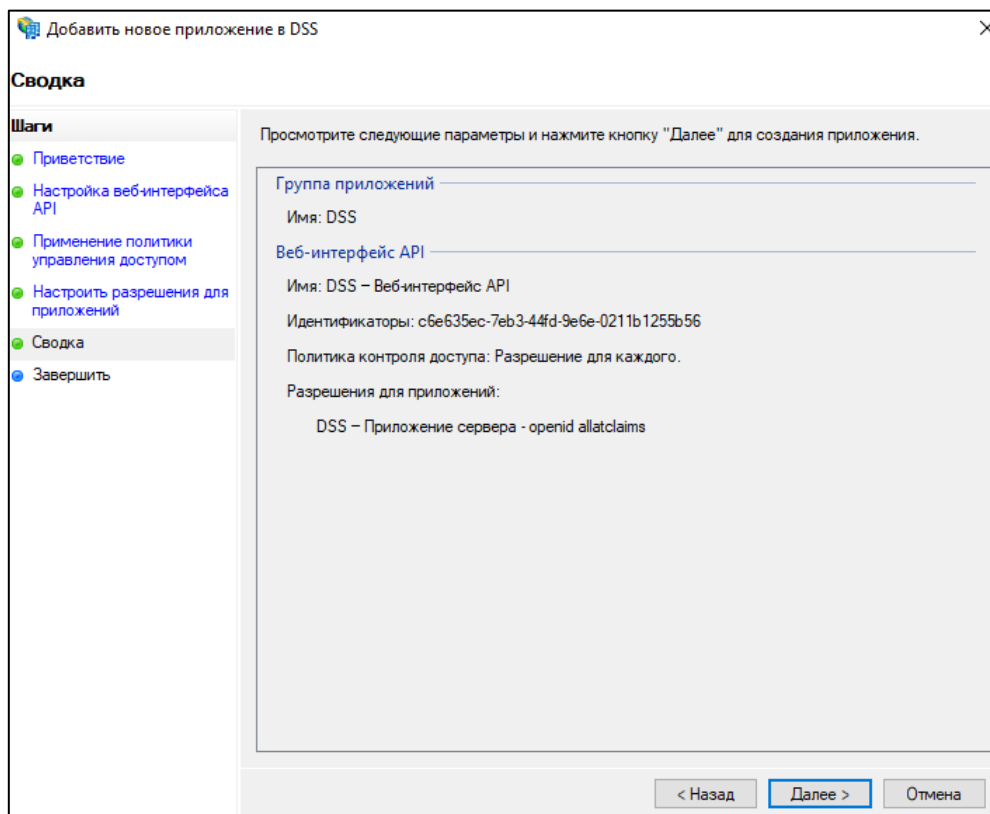 Добавить новое приложение в DSS
Сводка
Шаги
Приветствие
Настройка веб-интерфейса
API
Применение политики
управления доступом
Настроить разрешения для
приложений
Сводка
Завершить
Просмотрите следующие параметры и нажмите кнопку "Далее" для создания приложения.
Группа приложений
Имя: DSS
Веб-интерфейс API
Имя: DSS – Веб-интерфейс API
Идентификаторы: c6e635ec-7eb3-44fd-9e6e-0211b1255b56
Политика контроля доступа: Разрешение для каждого.
Разрешения для приложений:
DSS – Приложение сервера - openid allatclaims
< Назад
Далее >
Отмена